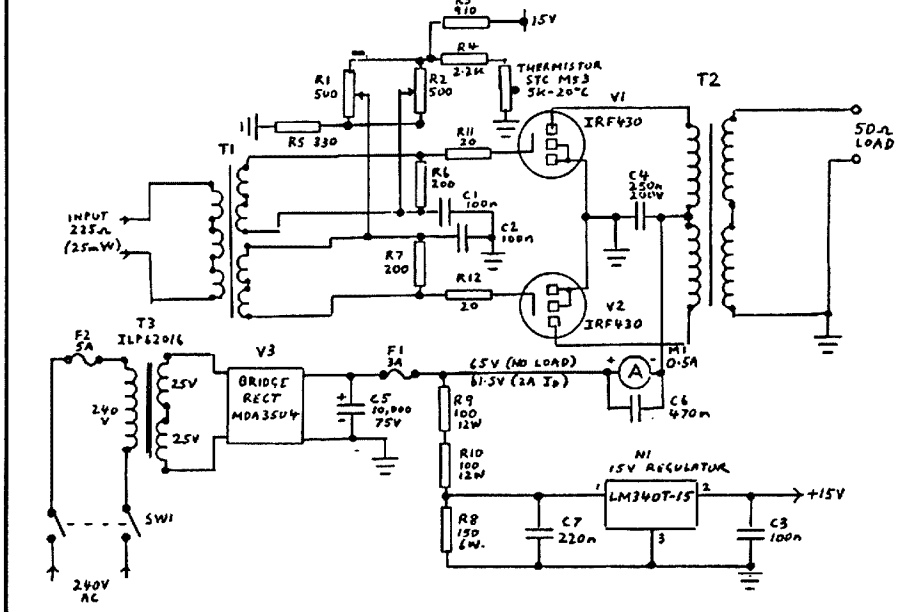 R3
910
15V
R4
2.2K
R1
500
R2
500
THERMISTOR
STC M53
5K-20°C
V1
IRF430
T2
50Ω
LOAD
R5 330
R11
20
T1
R6
200
C4
250n
200V
C1
100n
INPUT
225Ω
(25mW)
C2
100n
R7
200
R12
20
V2
IRF430
T3
ILP62016
F2
5A
V3
F1
3A
65V (NO LOAD)
61.5V (2A ID)
+
-
M1
0.5A
A
240
V
25V
25V
BRIDGE
RECT
MDA3504
+
-
C5
10,000
75V
R9
100
12W
C6
470n
R10
100
12W
N1
15V REGULATOR
1
LM340T-15
2
+15V
3
SW1
R8
150
6W.
C7
220n
C3
100n
240V
AC